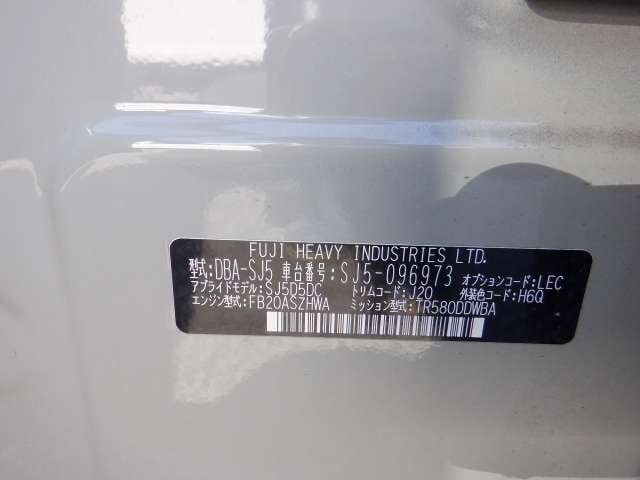 FUJI HEAVY INDUSTRIES LTD.
型式:DBA-SJ5 車台番号:SJ5-096973 オプションコード:LEC
アプライドモデル:SJ5D5DC トリムコード:J20 外装色コード:H6Q
エンジン型式:FB20ASZHWA ミッション型式:TR580DDWBA